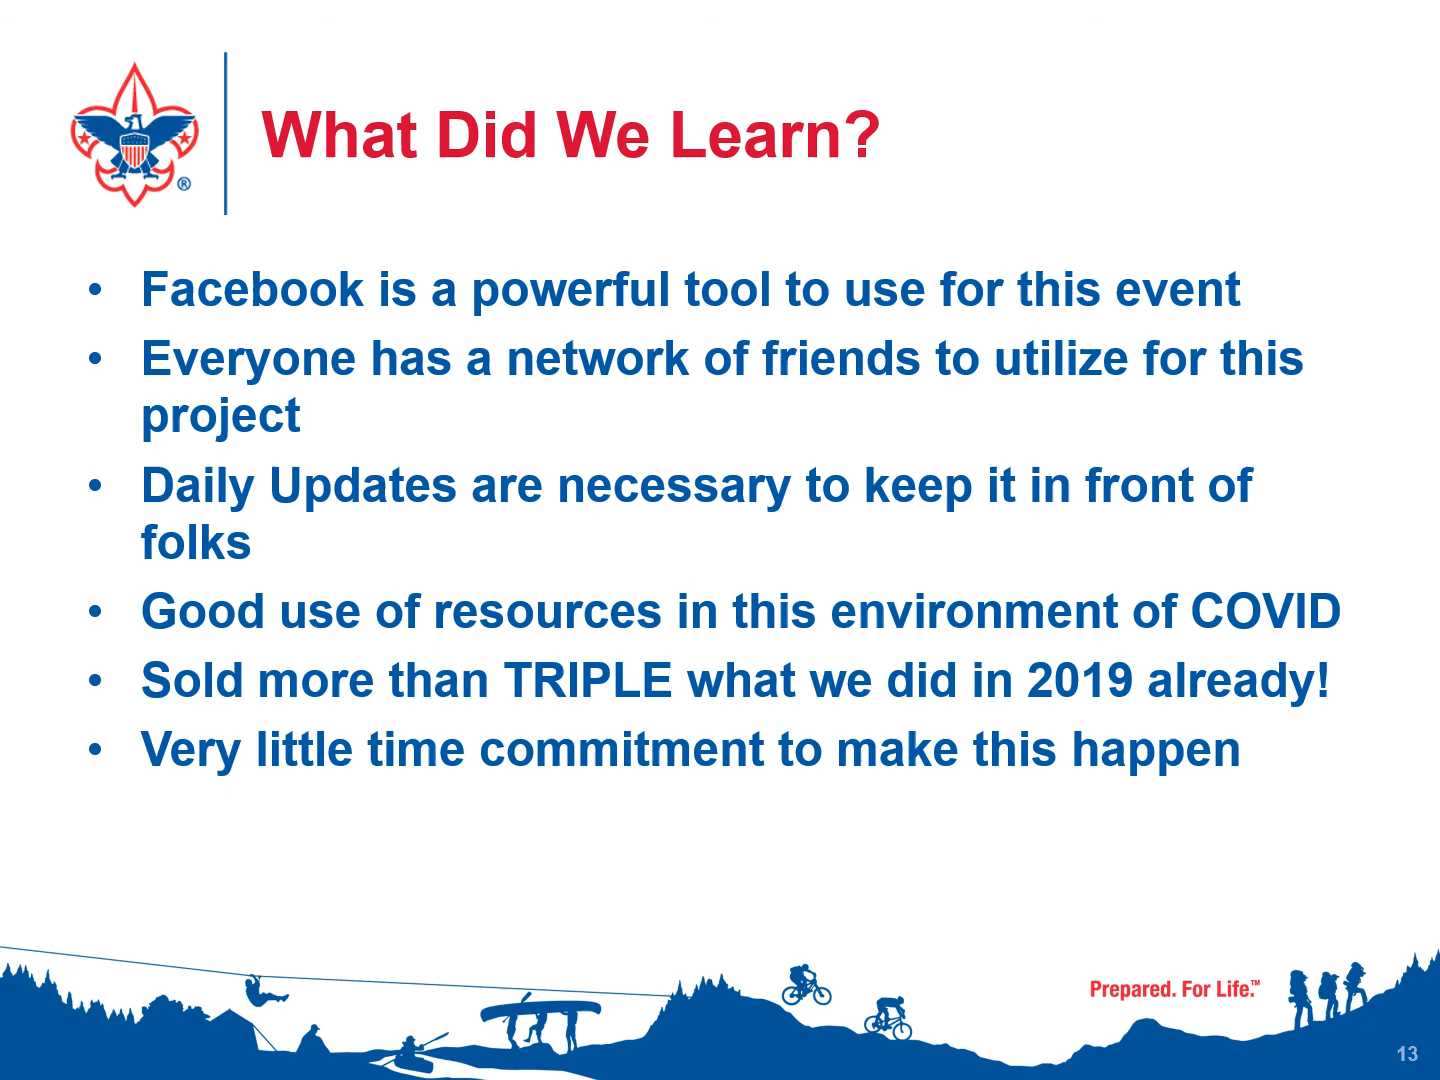 What Did We Learn?
®
• Facebook is a powerful tool to use for this event
• Everyone has a network of friends to utilize for this
project
• Daily Updates are necessary to keep it in front of
folks
• Good use of resources in this environment of COVID
• Sold more than TRIPLE what we did in 2019 already!
• Very little time commitment to make this happen
Prepared. For Life.™
13